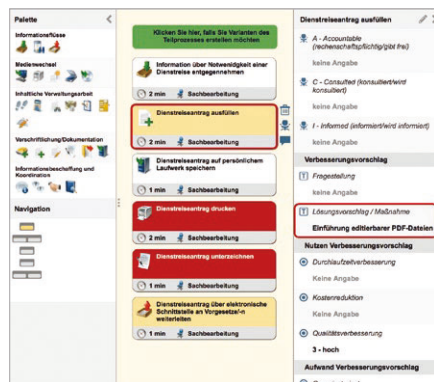 Palette
Informationsflüsse
Medienwechsel
Inhaltliche Verwaltungsarbeit
Verschriftlichung/Dokumentation
Informationsbeschaffung und
Koordination
Navigation
Klicken Sie hier, falls Sie Varianten des
Teilprozesses erstellen möchten
Information über Notwenigkeit einer
Dienstreise entgegennehmen
2 min Sachbearbeitung
Dienstreiseantrag ausfüllen
2 min Sachbearbeitung
Dienstreiseantrag auf persönlichem
Laufwerk speichern
1 min Sachbearbeitung
Dienstreiseantrag drucken
2 min Sachbearbeitung
Dienstreiseantrag unterzeichnen
1 min Sachbearbeitung
Dienstreiseantrag über elektronische
Schnittstelle an Vorgesetze/-n
weiterleiten
1 min Sachbearbeitung
Dienstreiseantrag ausfüllen
A - Accountable
(rechenschaftspflichtig/gibt frei)
keine Angabe
C - Consulted (konsultiert/wird
konsultiert)
keine Angabe
I - Informed (informiert/wird informiert)
keine Angabe
Verbesserungsvorschlag
Fragestellung
keine Angabe
Lösungsvorschlag / Maßnahme
Einführung editierbarer PDF-Dateien
Nutzen Verbesserungsvorschlag
Durchlaufzeitverbesserung
Keine Angabe
Kostenreduktion
Keine Angabe
Qualitätsverbesserung
3 - hoch
Aufwand Verbesserungsvorschlag